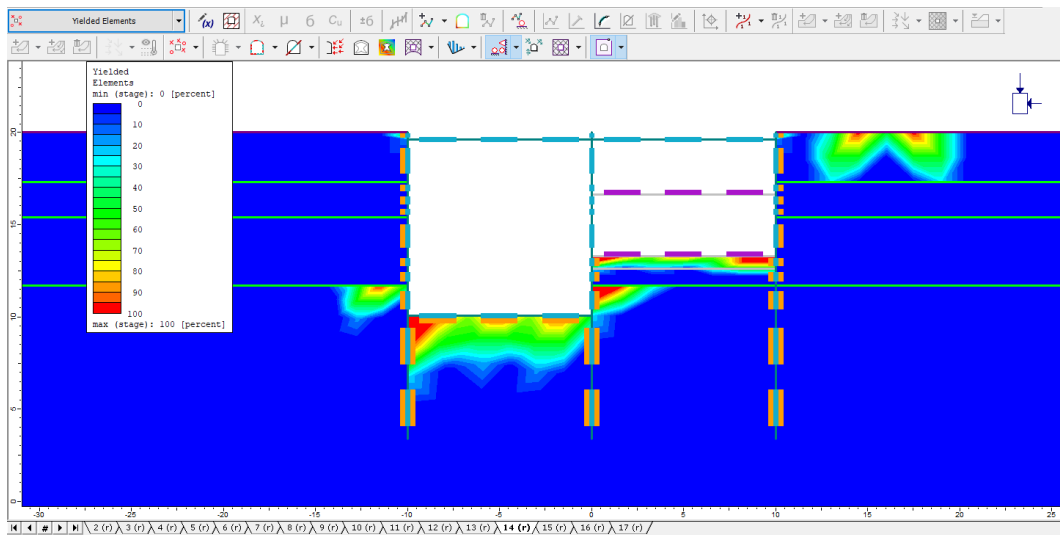 Yielded Elements
(x)
X_L μ б C_u ±б
Yielded
Elements
min (stage): 0 [percent]
0
10
20
30
40
50
60
70
80
90
100
max (stage): 100 [percent]
20
15
10
5
0
-30 -25 -20 -15 -10 -5 0 5 10 15 20 25
# 2 (r) 3 (r) 4 (r) 5 (r) 6 (r) 7 (r) 8 (r) 9 (r) 10 (r) 11 (r) 12 (r) 13 (r) 14 (r) 15 (r) 16 (r) 17 (r)